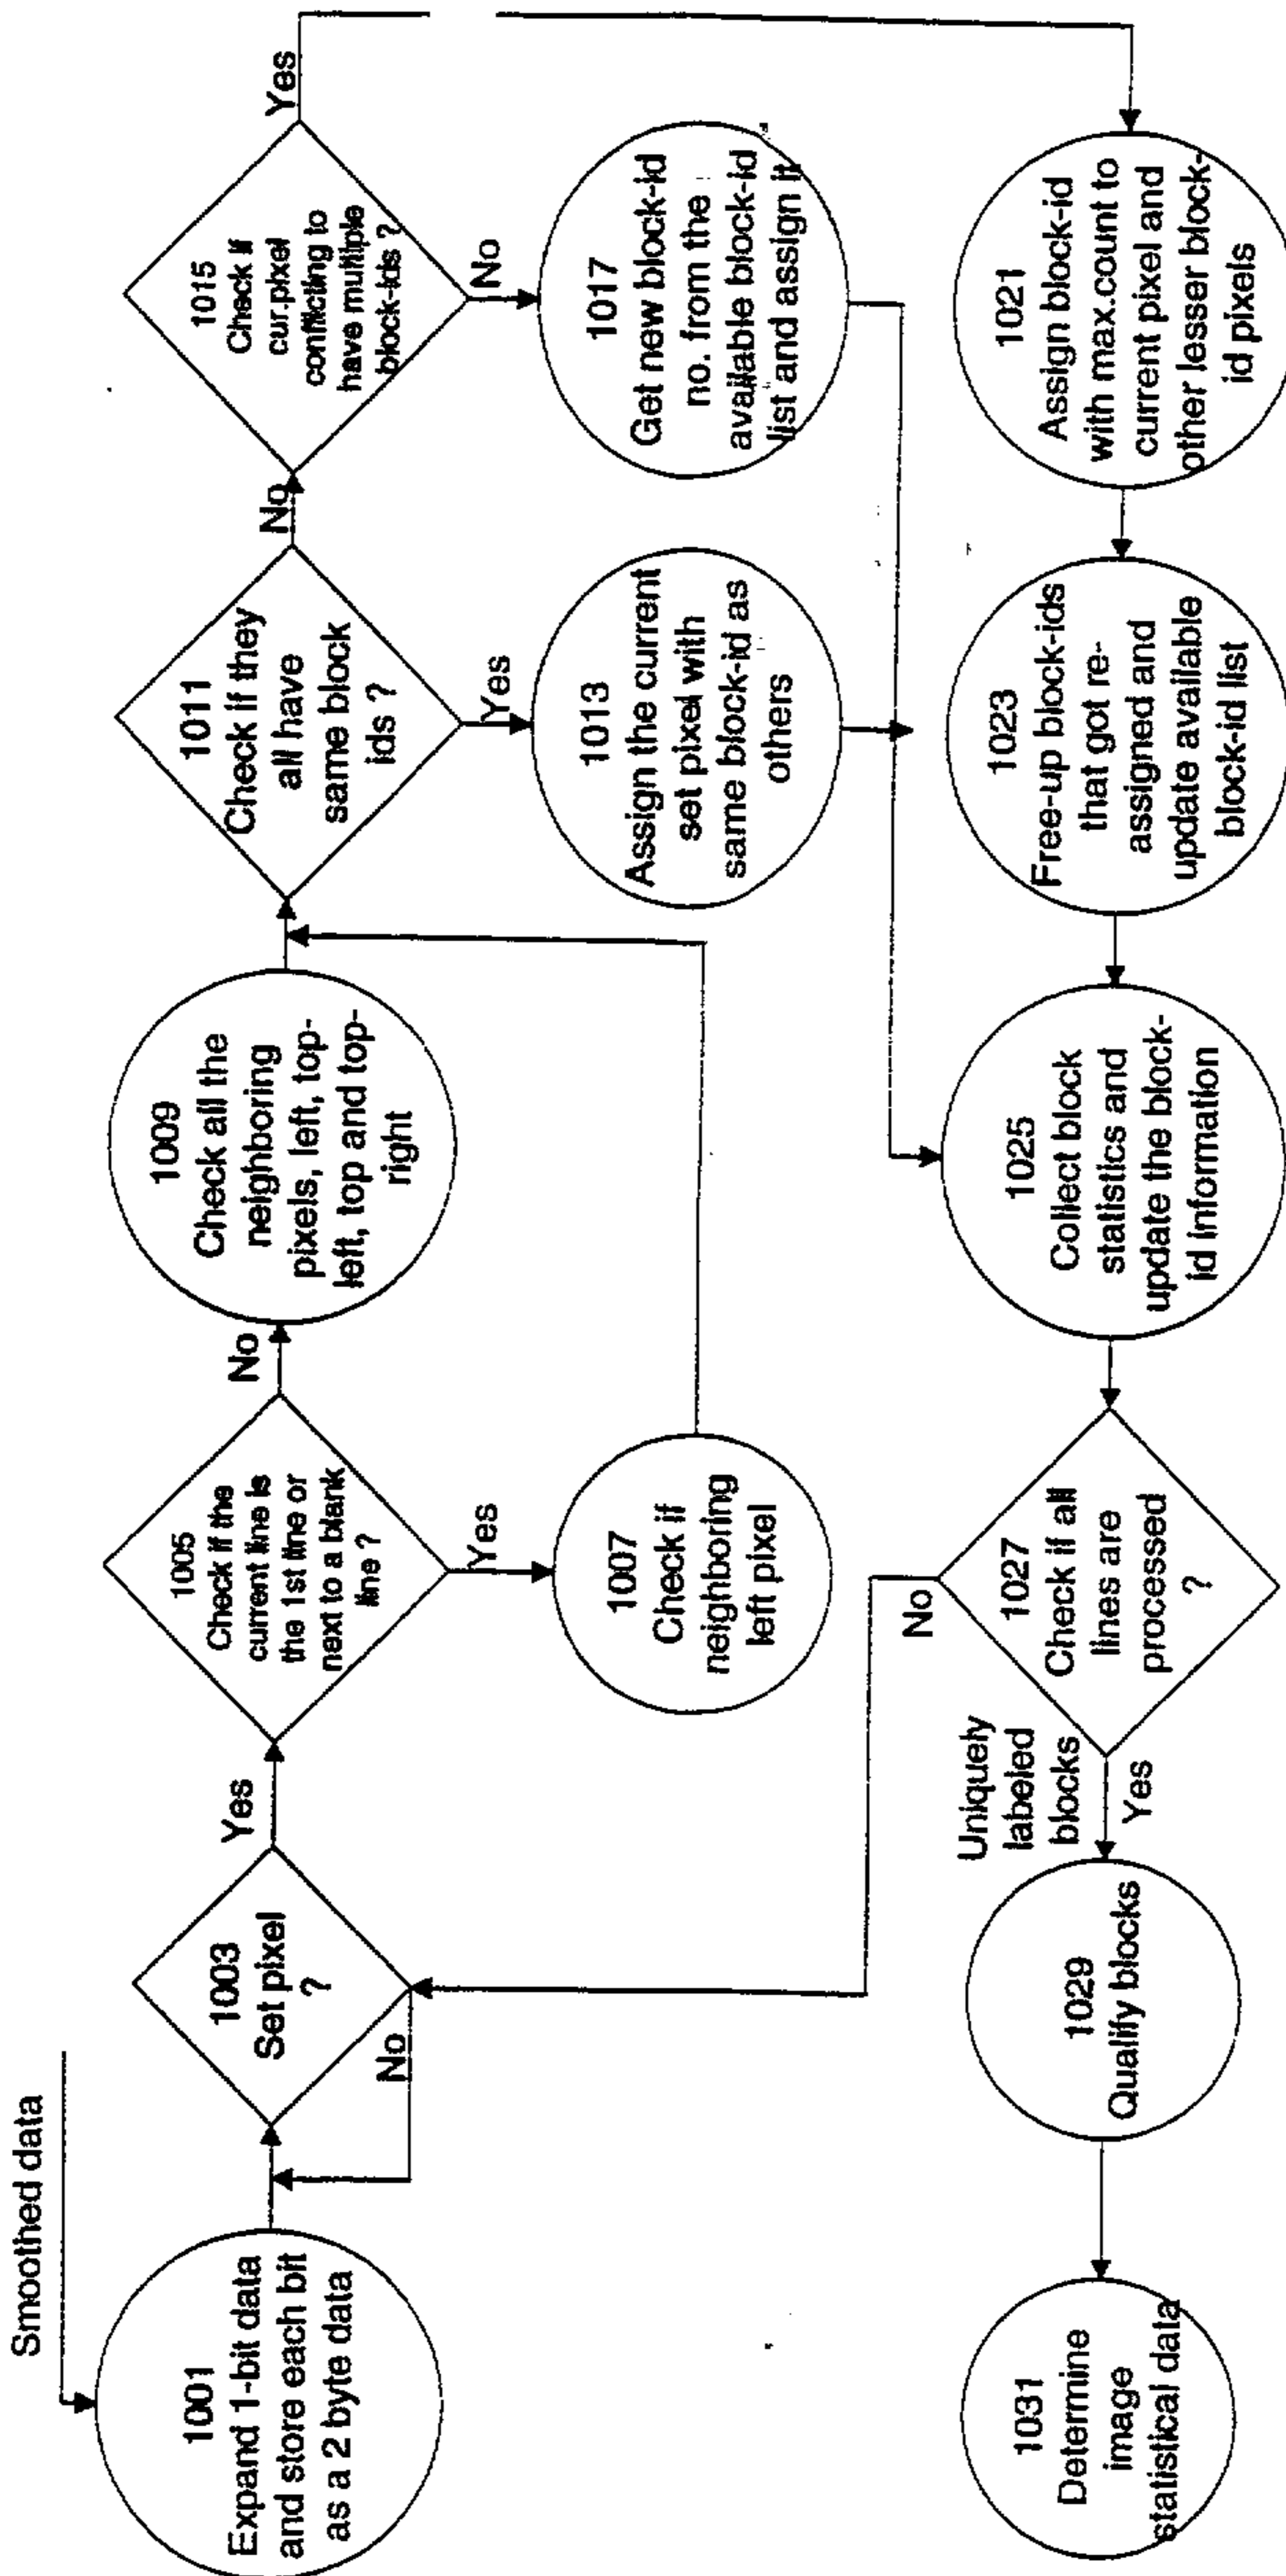 Smoothed data
1001
Expand 1-bit data
and store each bit
as a 2 byte data
1003
Set pixel
?
No
Yes
1005
Check if the
current line is
the 1st line or
next to a blank
line ?
No
Yes
1007
Check if
neighboring
left pixel
1009
Check all the
neighboring
pixels, left, top-
left, top and top-
right
1011
Check if they
all have
same block
ids ?
No
Yes
1013
Assign the current
set pixel with
same block-id as
others
1015
Check if
cur.pixel
conflicting to
have multiple
block-ids ?
Yes
No
1017
Get new block-id
no. from the
available block-id
list and assign it
1021
Assign block-id
with max.count to
current pixel and
other lesser block-
id pixels
1023
Free-up block-ids
that got re-
assigned and
update available
block-id list
1025
Collect block
statistics and
update the block-
id information
1027
Check if all
lines are
processed
?
No
Uniquely
labeled
blocks
Yes
1029
Qualify blocks
1031
Determine
image
statistical data